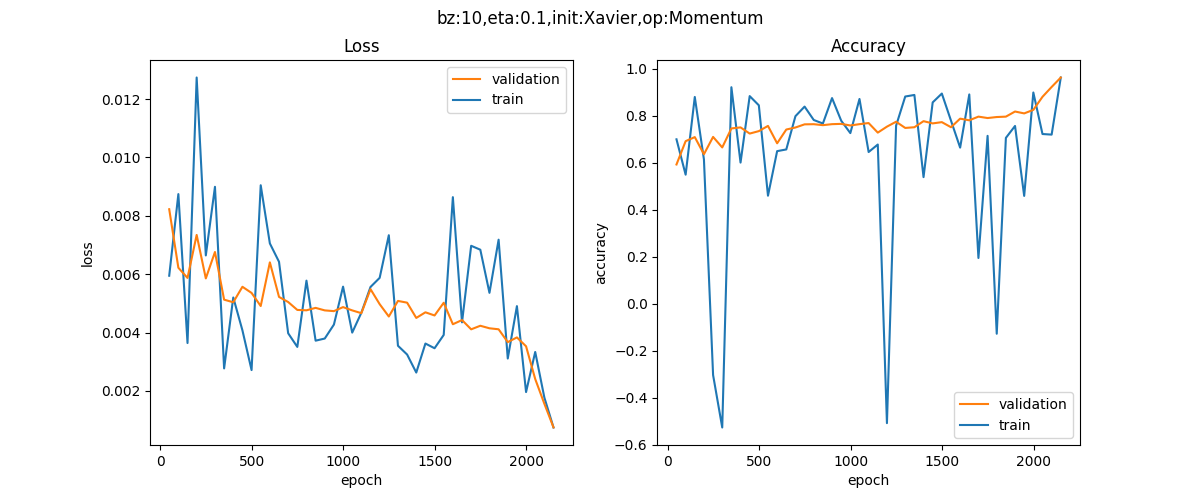 bz:10,eta:0.1,init:Xavier,op:Momentum
Loss
validation
train
0.012
0.010
0.008
0.006
0.004
0.002
loss
0
500
1000
1500
2000
epoch
Accuracy
1.0
0.8
0.6
0.4
0.2
0.0
−0.2
−0.4
−0.6
accuracy
validation
train
0
500
1000
1500
2000
epoch